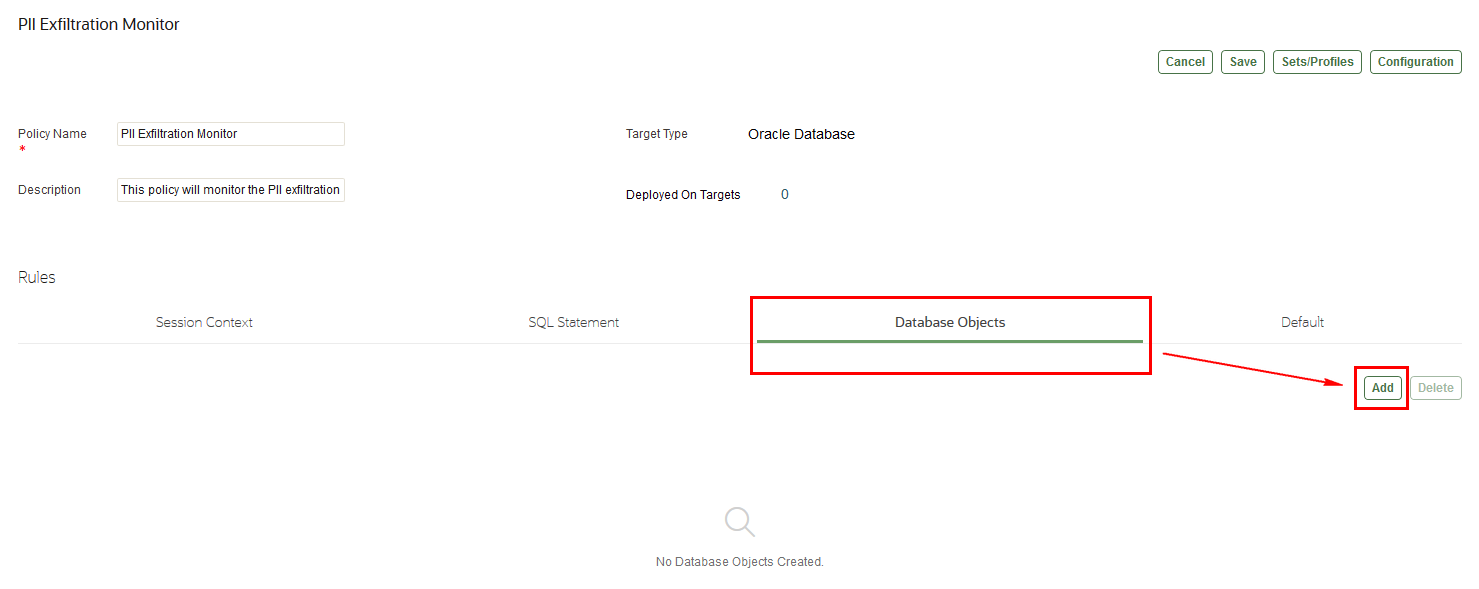 PII Exfiltration Monitor
Cancel Save Sets/Profiles Configuration
Policy Name PII Exfiltration Monitor Target Type Oracle Database
*
Description This policy will monitor the PII exfiltration Deployed On Targets 0
Rules
Session Context SQL Statement Database Objects Default
Add Delete
No Database Objects Created.